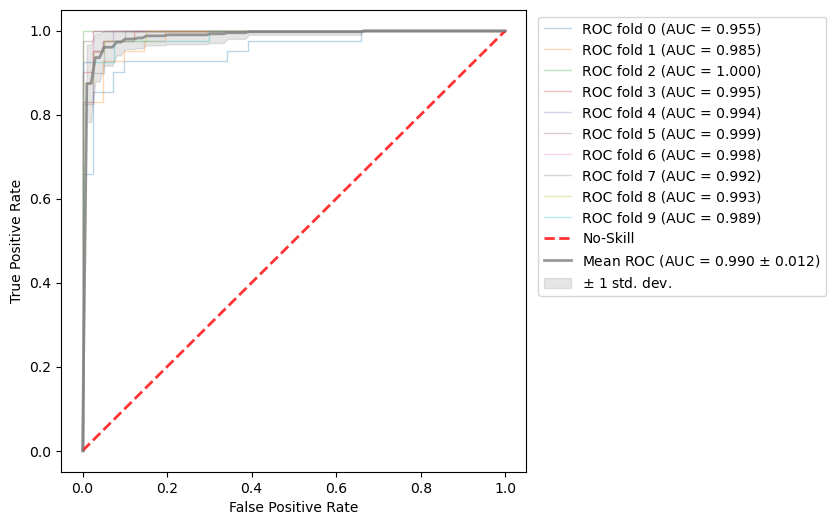 1.0
0.8
0.6
0.4
0.2
0.0
True Positive Rate
0.0 0.2 0.4 0.6 0.8 1.0
False Positive Rate
ROC fold 0 (AUC = 0.955)
ROC fold 1 (AUC = 0.985)
ROC fold 2 (AUC = 1.000)
ROC fold 3 (AUC = 0.995)
ROC fold 4 (AUC = 0.994)
ROC fold 5 (AUC = 0.999)
ROC fold 6 (AUC = 0.998)
ROC fold 7 (AUC = 0.992)
ROC fold 8 (AUC = 0.993)
ROC fold 9 (AUC = 0.989)
No-Skill
Mean ROC (AUC = 0.990 ± 0.012)
± 1 std. dev.